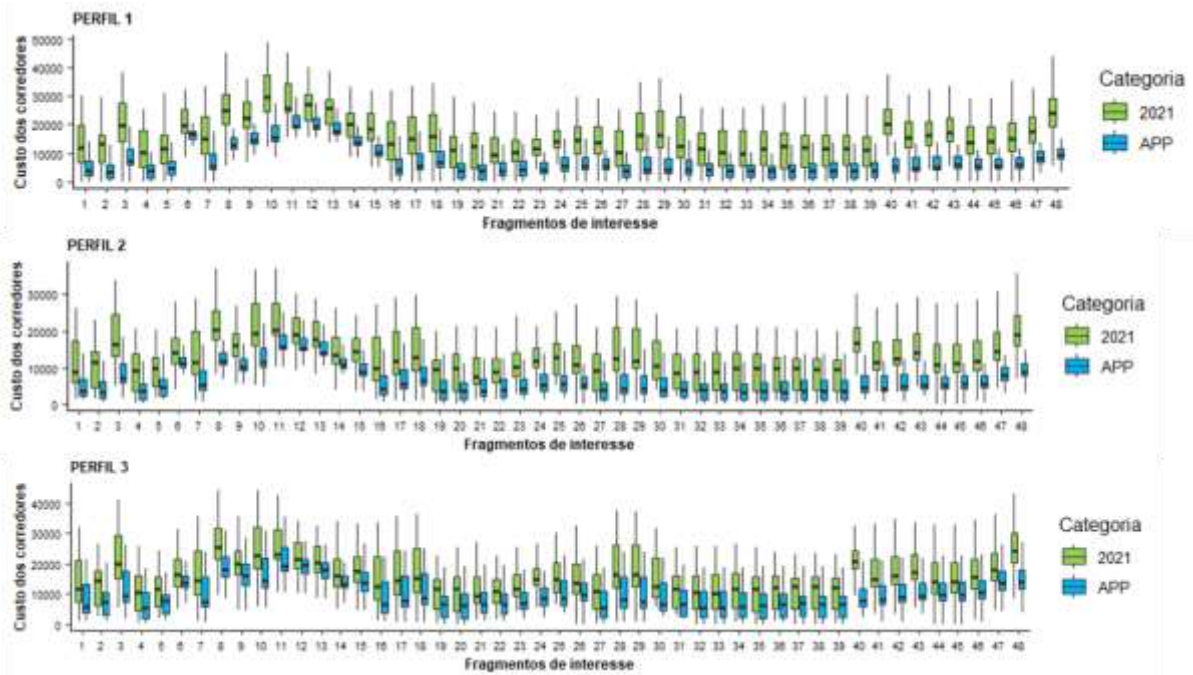 PERFIL 1
Custo dos corredores
50000
40000
30000
20000
10000
0
1 2 3 4 5 6 7 8 9 10 11 12 13 14 15 16 17 18 19 20 21 22 23 24 25 26 27 28 29 30 31 32 33 34 35 36 37 38 39 40 41 42 43 44 45 46 47 48
Fragmentos de interesse
Categoria
2021
APP
PERFIL 2
Custo dos corredores
30000
20000
10000
0
1 2 3 4 5 6 7 8 9 10 11 12 13 14 15 16 17 18 19 20 21 22 23 24 25 26 27 28 29 30 31 32 33 34 35 36 37 38 39 40 41 42 43 44 45 46 47 48
Fragmentos de interesse
Categoria
2021
APP
PERFIL 3
Custo dos corredores
40000
30000
20000
10000
0
1 2 3 4 5 6 7 8 9 10 11 12 13 14 15 16 17 18 19 20 21 22 23 24 25 26 27 28 29 30 31 32 33 34 35 36 37 38 39 40 41 42 43 44 45 46 47 48
Fragmentos de interesse
Categoria
2021
APP